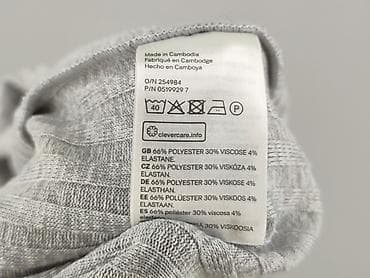 Made in Cambodia
Fabriqué en Cambodge
Hecho en Camboya
O/N 254984
P/N 0519929 7
40
P
clevercare.info
GB 66% POLYESTER 30% VISCOSE 4%
ELASTANE.
CZ 66% POLYESTER 30% VISKÓZA 4%
ELASTAN.
DE 66% POLYESTER 30% VISKOSE 4%
ELASTHAN.
EE 66% POLÜESTER 30% VISKOOS 4%
ELASTAAN.
ES 66% poliéster 30% viscosa 4%
30% VISKOOSIA